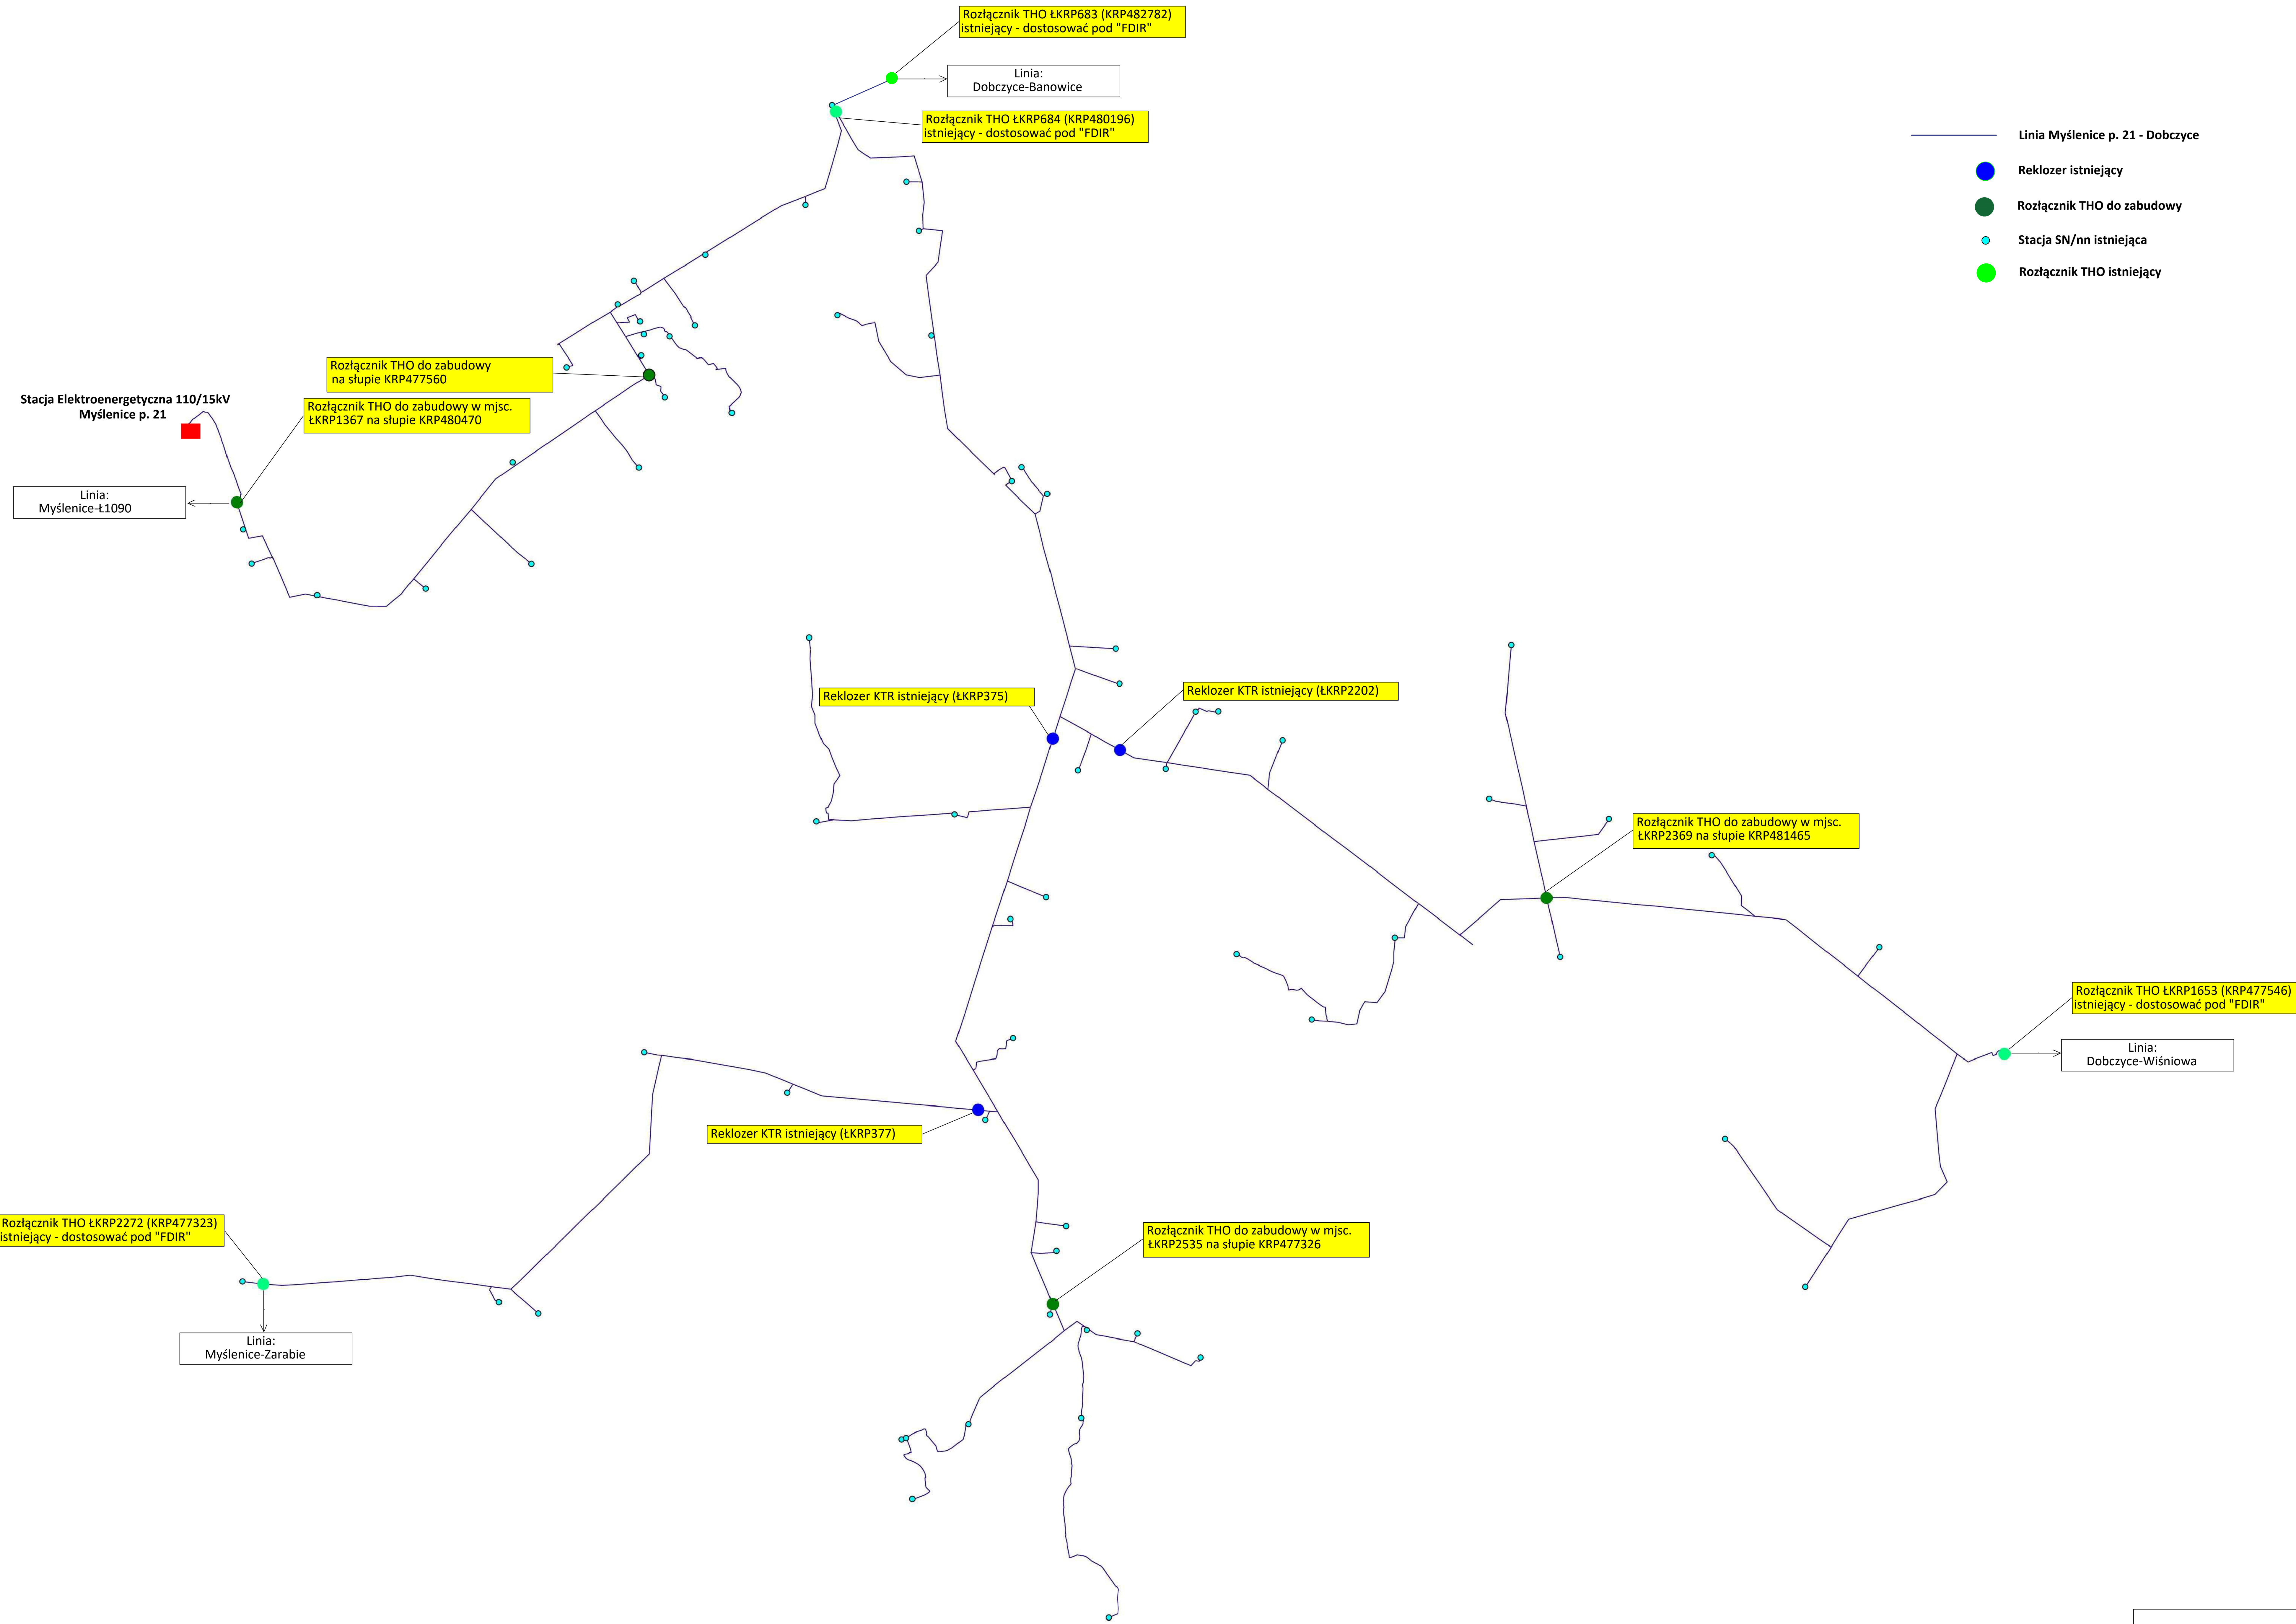 Rozłącznik THO ŁKRP683 (KRP482782)
istniejący - dostosować pod "FDIR"
Linia:
Dobczyce-Banowice
Rozłącznik THO ŁKRP684 (KRP480196)
istniejący - dostosować pod "FDIR"
Linia Myślenice p. 21 - Dobczyce
Reklozer istniejący
Rozłącznik THO do zabudowy
Stacja SN/nn istniejąca
Rozłącznik THO istniejący
Rozłącznik THO do zabudowy
na słupie KRP477560
Stacja Elektroenergetyczna 110/15kV
Myślenice p. 21
Rozłącznik THO do zabudowy w mjsc.
ŁKRP1367 na słupie KRP480470
Linia:
Myślenice-Ł1090
Reklozer KTR istniejący (ŁKRP375)
Reklozer KTR istniejący (ŁKRP2202)
Rozłącznik THO do zabudowy w mjsc.
ŁKRP2369 na słupie KRP481465
Rozłącznik THO ŁKRP1653 (KRP477546)
istniejący - dostosować pod "FDIR"
Linia:
Dobczyce-Wiśniowa
Reklozer KTR istniejący (ŁKRP377)
Rozłącznik THO ŁKRP2272 (KRP477323)
istniejący - dostosować pod "FDIR"
Linia:
Myślenice-Zarabie
Rozłącznik THO do zabudowy w mjsc.
ŁKRP2535 na słupie KRP477326